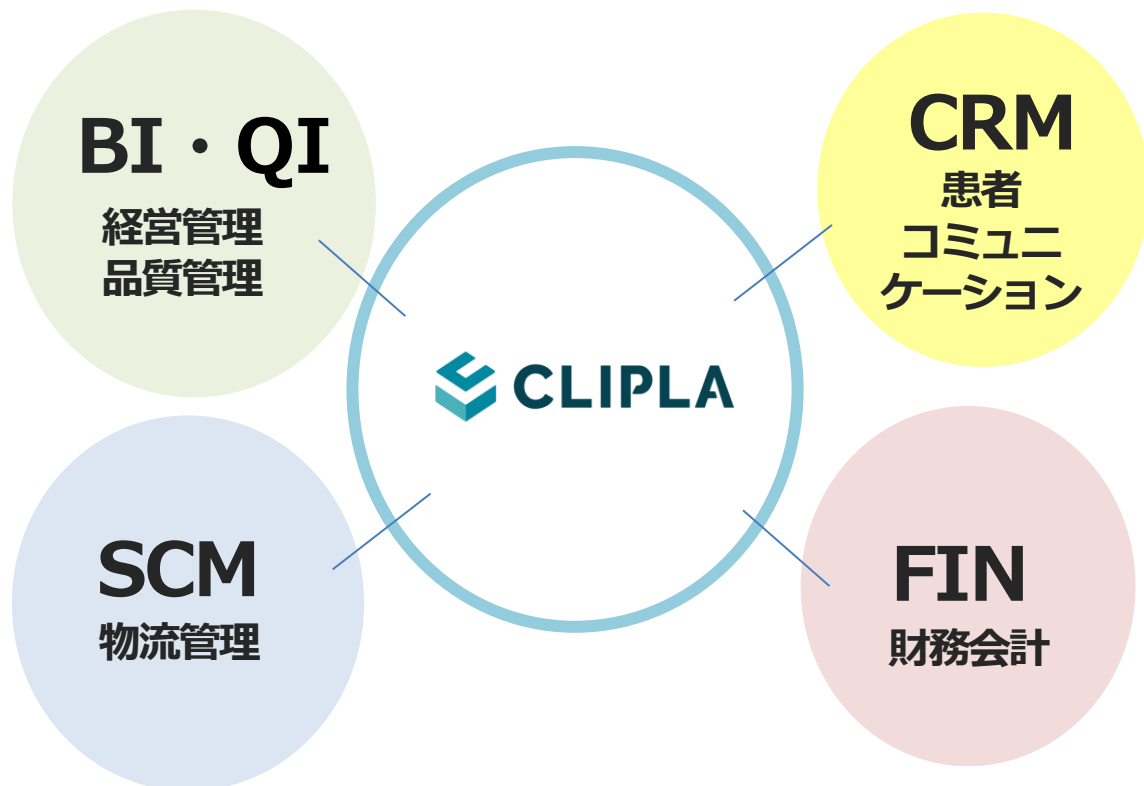 BI・QI
経営管理
品質管理
CRM
患者
コミュニ
ケーション
CLIPLA
SCM
物流管理
FIN
財務会計